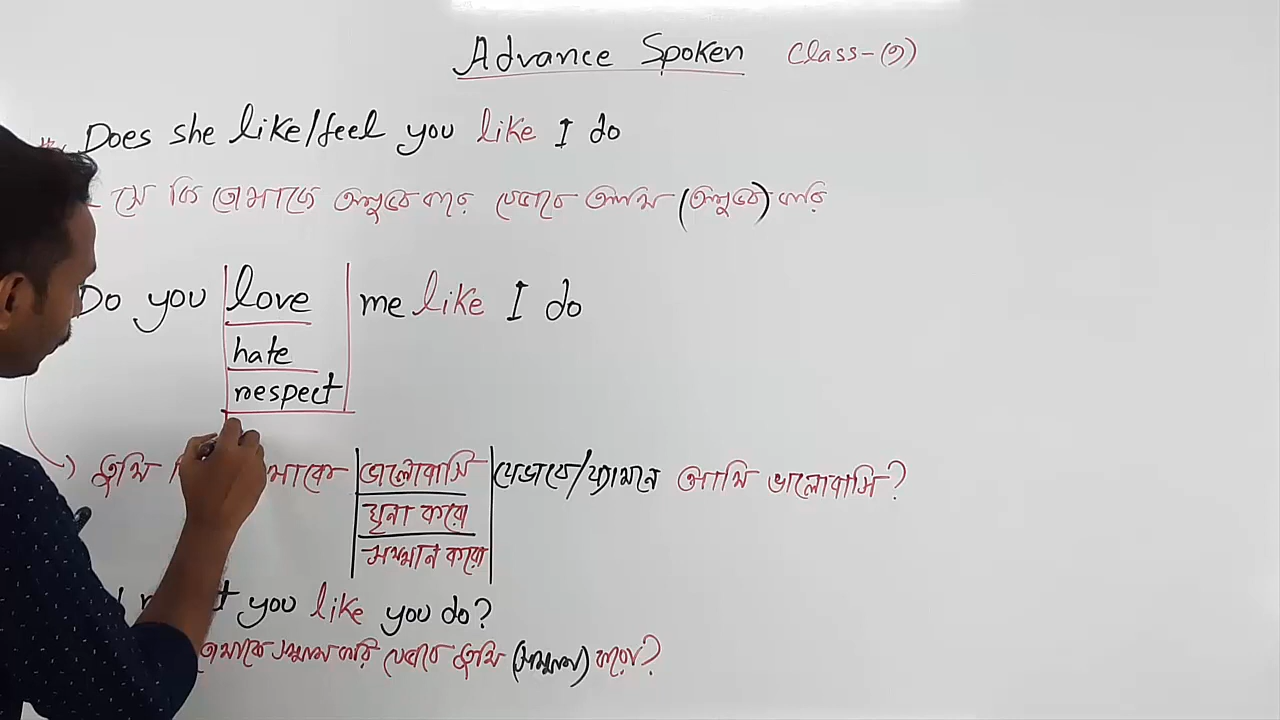 Advance Spoken Class-(৩)
Does she like/feel you like I do
সে কি তোমাকে অনুভব করে যেভাবে আমি (অনুভব) করি
Do you love me like I do
hate
respect
তুমি মাকে ভালোবাসি যেভাবে/য্যামনে আমি ভালোবাসি?
ঘৃনা করো
সম্মান করো
you like you do?
তোমাকে সম্মান করি যেভাবে তুমি (সম্মান) করো?